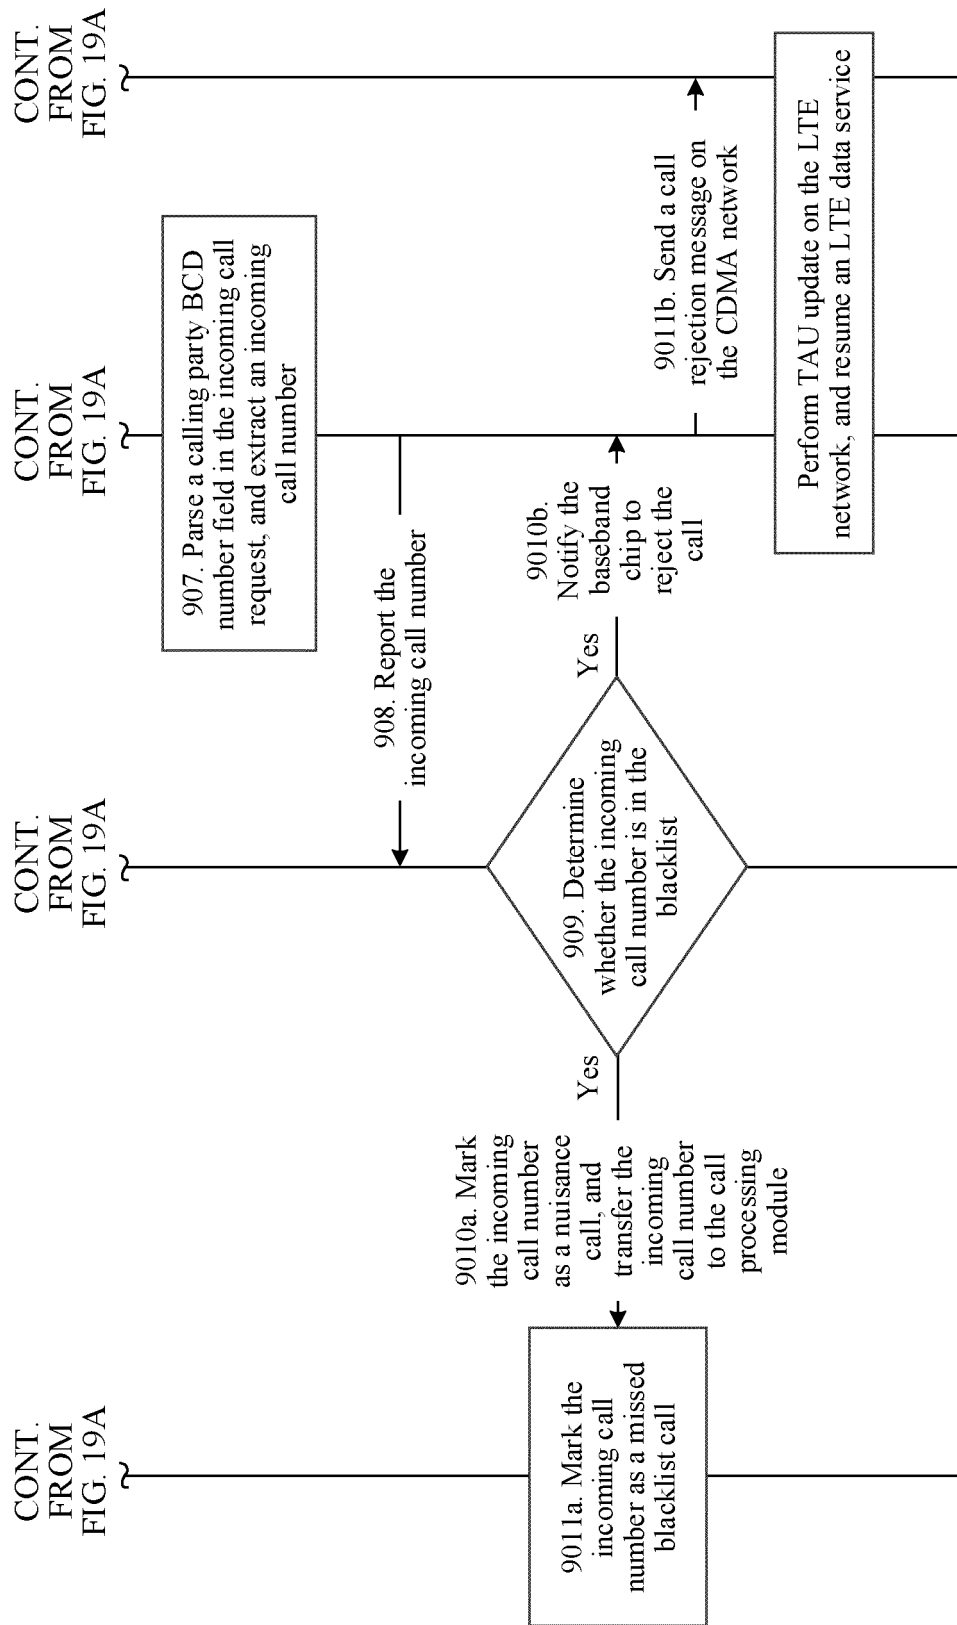 CONT.
FROM
FIG. 19A
CONT.
FROM
FIG. 19A
CONT.
FROM
FIG. 19A
CONT.
FROM
FIG. 19A
907. Parse a calling party BCD
number field in the incoming call
request, and extract an incoming
call number
908. Report the
incoming call number
909. Determine
whether the incoming
call number is in the
blacklist
Yes
9010a. Mark
the incoming
call number
as a nuisance
call, and
transfer the
incoming
call number
to the call
processing
module
Yes
9010b.
Notify the
baseband
chip to
reject the
call
9011a. Mark the
incoming call
number as a missed
blacklist call
9011b. Send a call
rejection message on
the CDMA network
Perform TAU update on the LTE
network, and resume an LTE data service